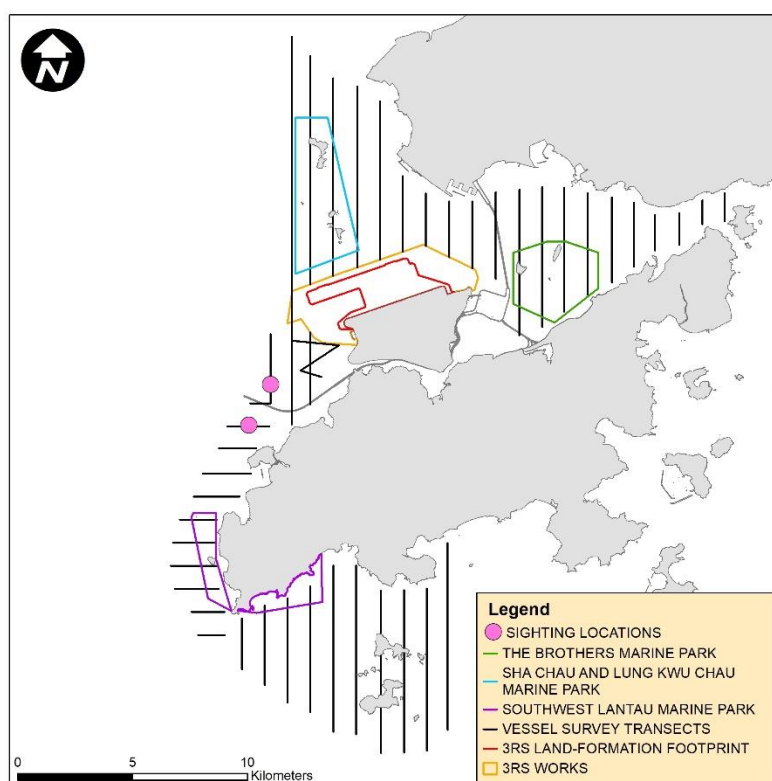 N
Legend
SIGHTING LOCATIONS
THE BROTHERS MARINE PARK
SHA CHAU AND LUNG KWU CHAU
MARINE PARK
SOUTHWEST LANTAU MARINE PARK
VESSEL SURVEY TRANSECTS
3RS LAND-FORMATION FOOTPRINT
3RS WORKS
0 5 10
Kilometers